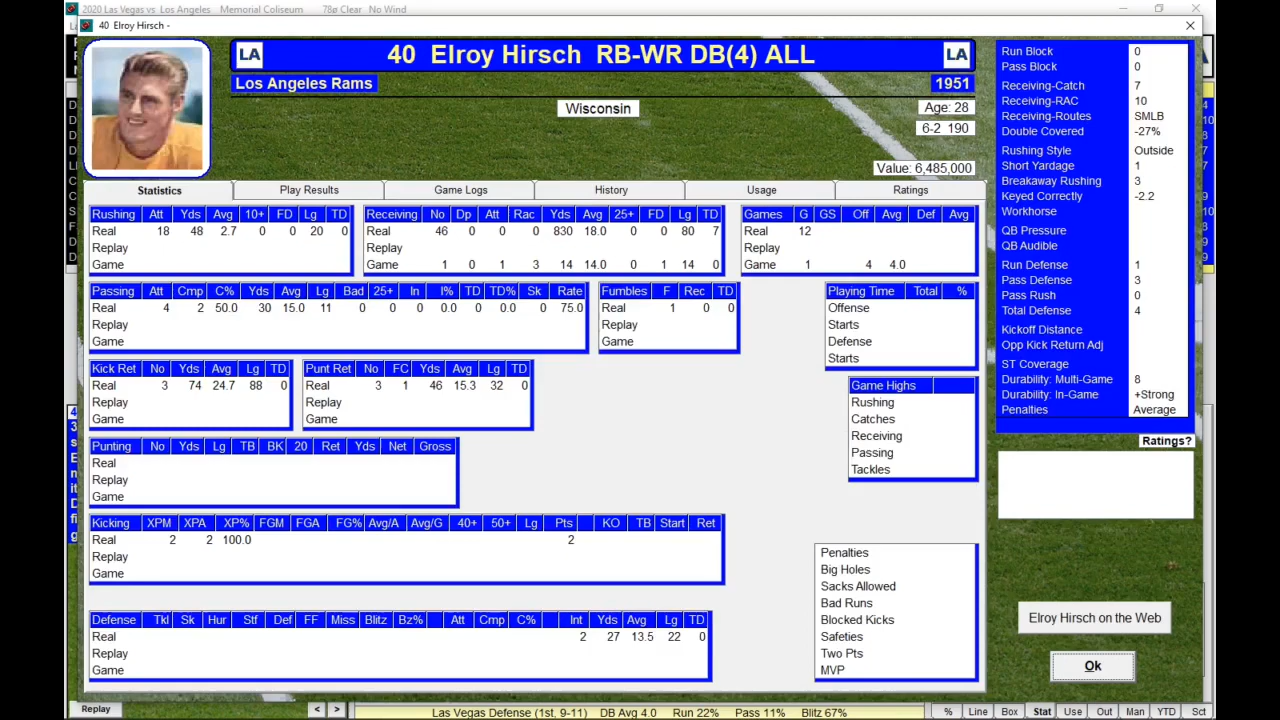 2020 Las Vegas vs Los Angeles Memorial Coliseum 78ø Clear No Wind
40 Elroy Hirsch -
LA 40 Elroy Hirsch RB-WR DB(4) ALL LA
Los Angeles Rams 1951
Wisconsin
Age: 28
6-2 190
Value: 6,485,000
Statistics Play Results Game Logs History Usage Ratings
Rushing Att Yds Avg 10+ FD Lg TD
Real 18 48 2.7 0 0 20 0
Replay
Game
Receiving No Dp Att Rac Yds Avg 25+ FD Lg TD
Real 46 0 0 0 830 18.0 0 0 80 7
Replay
Game 1 0 1 3 14 14.0 0 1 14 0
Games G GS Off Avg Def Avg
Real 12
Replay
Game 1 4 4.0
Passing Att Cmp C% Yds Avg Lg Bad 25+ In I% TD TD% Sk Rate
Real 4 2 50.0 30 15.0 11 0 0 0 0.0 0 0.0 0 75.0
Replay
Game
Fumbles F Rec TD
Real 1 0 0
Replay
Game
Playing Time Total %
Offense
Starts
Defense
Starts
Kick Ret No Yds Avg Lg TD
Real 3 74 24.7 88 0
Replay
Game
Punt Ret No FC Yds Avg Lg TD
Real 3 1 46 15.3 32 0
Replay
Game
Game Highs
Rushing
Catches
Receiving
Passing
Tackles
Punting No Yds Lg TB BK 20 Ret Yds Net Gross
Real
Replay
Game
Kicking XPM XPA XP% FGM FGA FG% Avg/A Avg/G 40+ 50+ Lg Pts KO TB Start Ret
Real 2 2 100.0 2
Replay
Game
Penalties
Big Holes
Sacks Allowed
Bad Runs
Blocked Kicks
Safeties
Two Pts
MVP
Defense Tkl Sk Hur Stf Def FF Miss Blitz Bz% Att Cmp C% Int Yds Avg Lg TD
Real 2 27 13.5 22 0
Replay
Game
Run Block 0
Pass Block 0
Receiving-Catch 7
Receiving-RAC 10
Receiving-Routes SMLB
Double Covered -27%
Rushing Style Outside
Short Yardage 1
Breakaway Rushing 3
Keyed Correctly -2.2
Workhorse
QB Pressure
QB Audible
Run Defense 1
Pass Defense 3
Pass Rush 0
Total Defense 4
Kickoff Distance
Opp Kick Return Adj
ST Coverage
Durability: Multi-Game 8
Durability: In-Game +Strong
Penalties Average
Ratings?
Elroy Hirsch on the Web
Ok
Replay < > Las Vegas Defense (1st, 9-11) DB Avg 4.0 Run 22% Pass 11% Blitz 67% % Line Box Stat Use Out Man YTD Sct